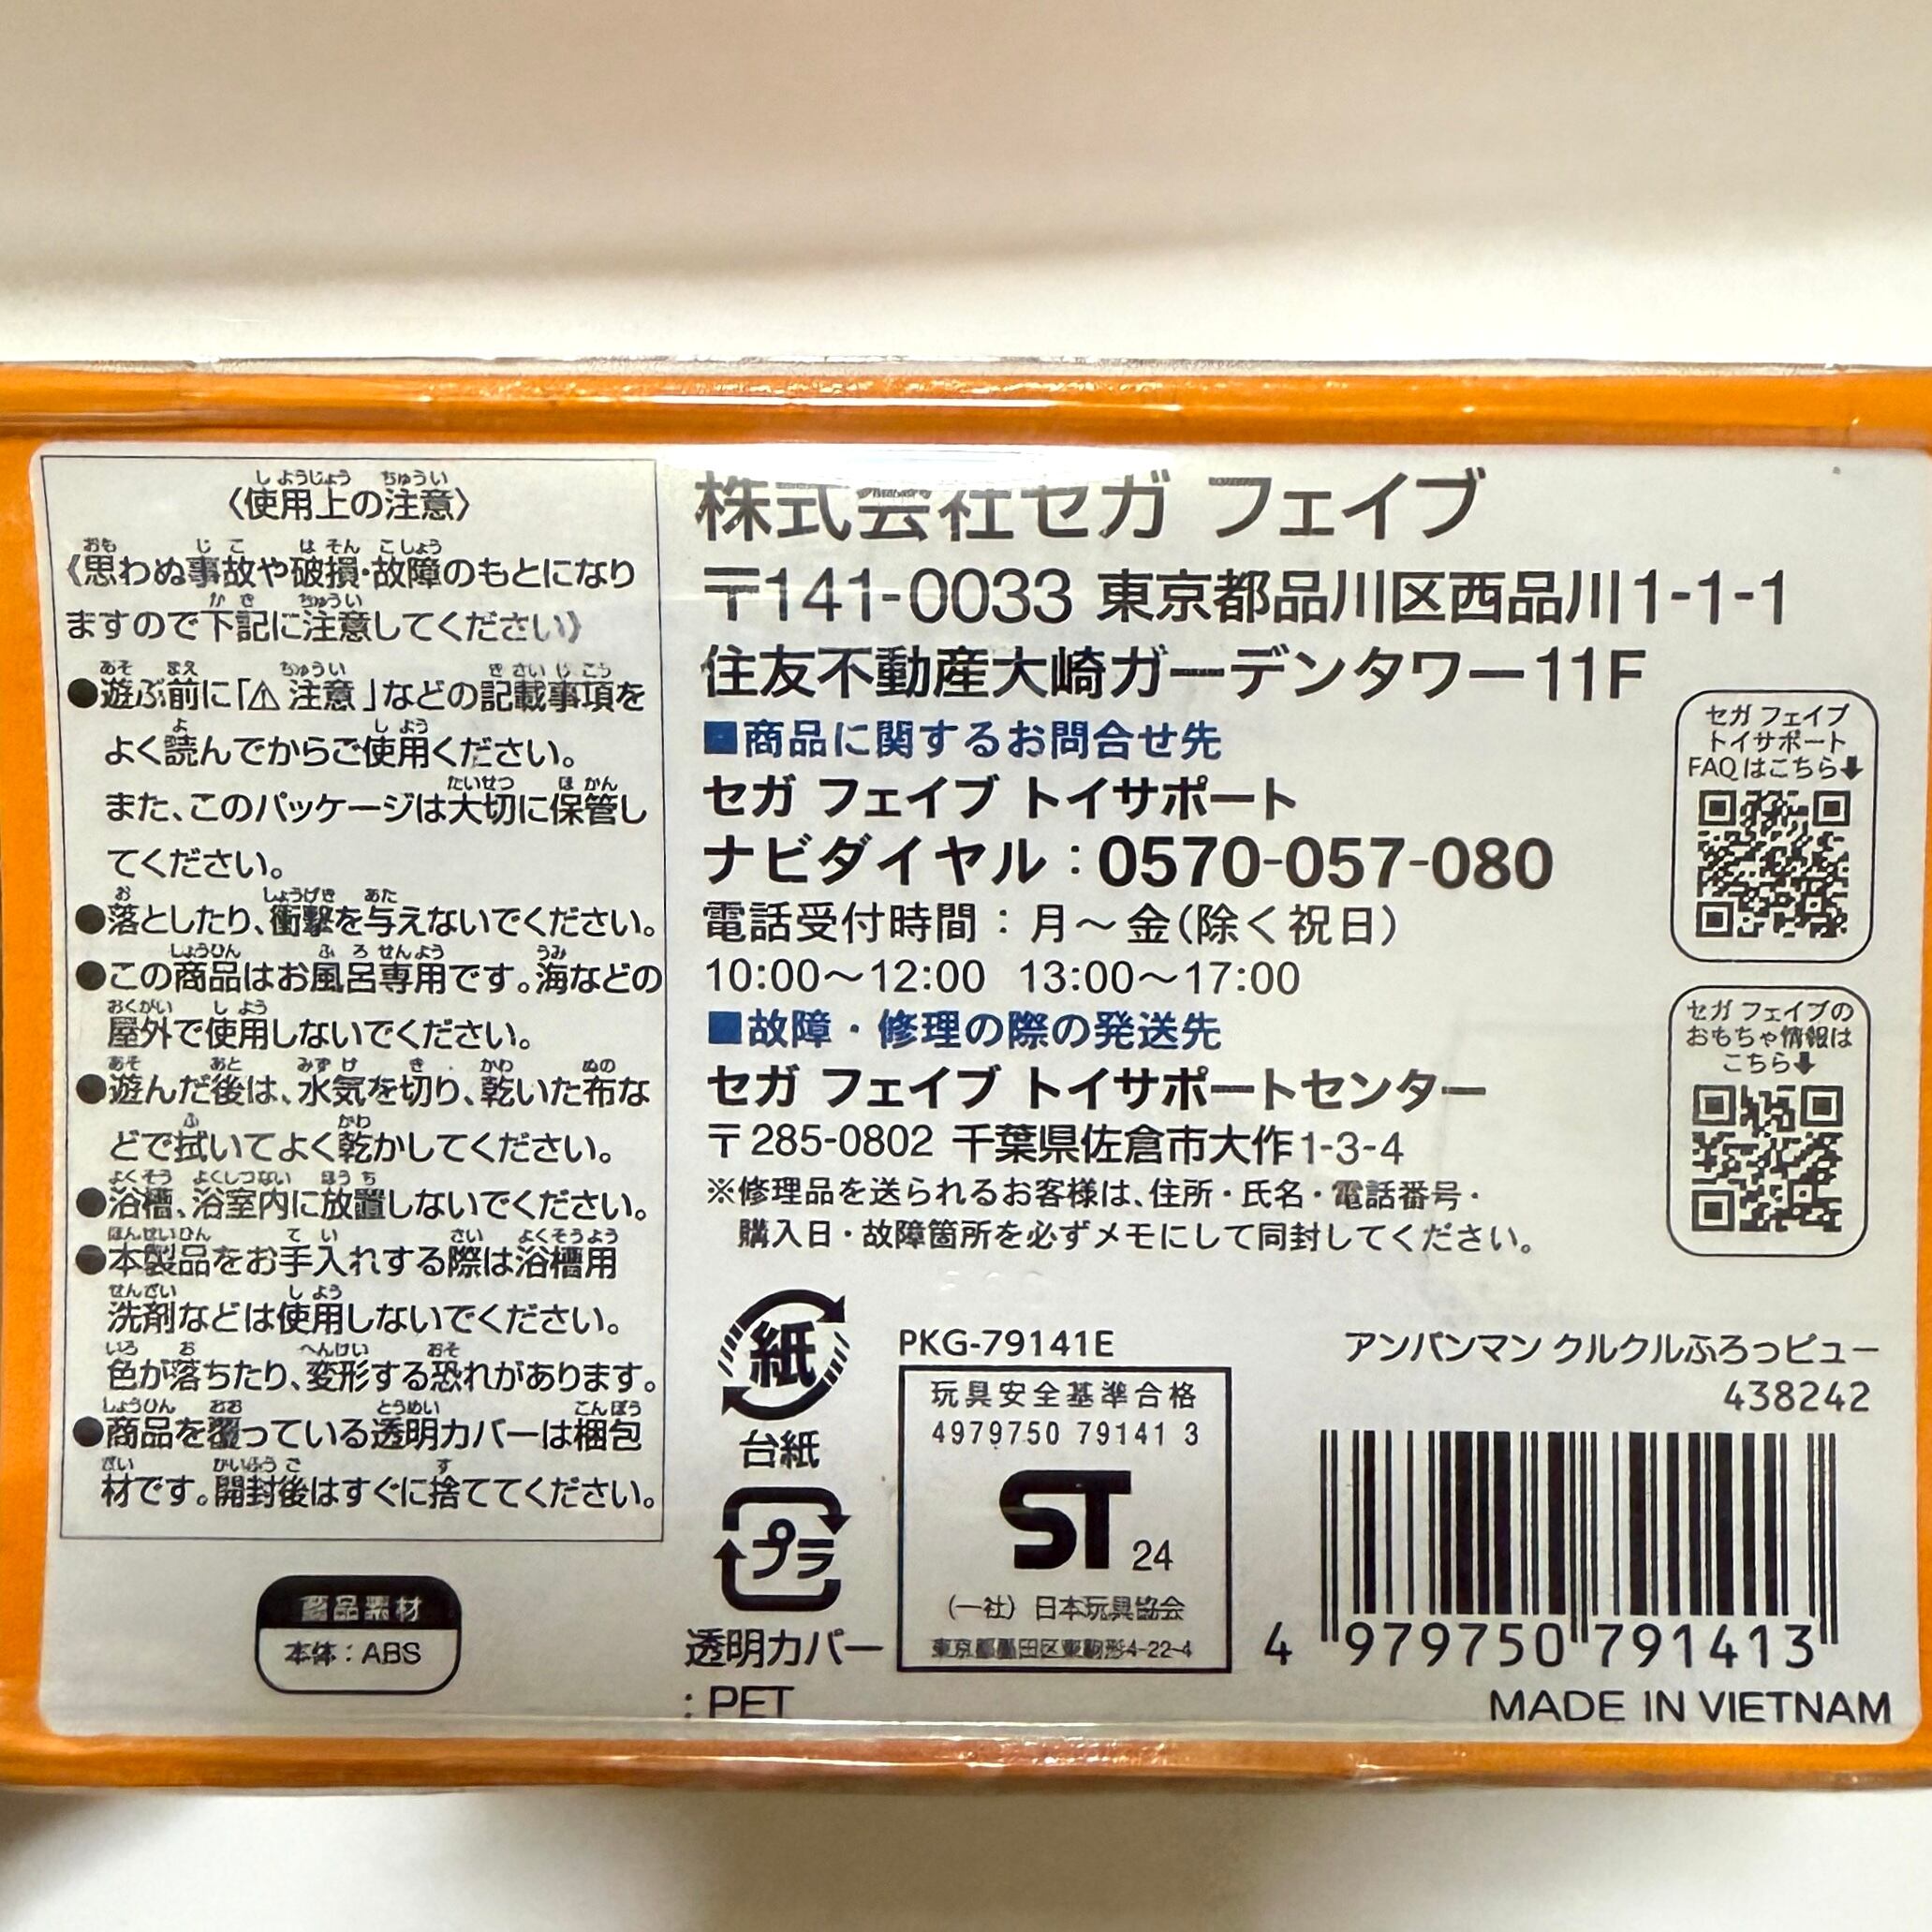 〈使用上の注意〉
《思わぬ事故や破損・故障のもとになり
ますので下記に注意してください》
●遊ぶ前に「⚠ 注意」などの記載事項を
よく読んでからご使用ください。
また、このパッケージは大切に保管し
てください。
●落としたり、衝撃を与えないでください。
●この商品はお風呂専用です。海などの
屋外で使用しないでください。
●遊んだ後は、水気を切り、乾いた布な
どで拭いてよく乾かしてください。
●浴槽、浴室内に放置しないでください。
●本製品をお手入れする際は浴槽用
洗剤などは使用しないでください。
色が落ちたり、変形する恐れがあります。
●商品を覆っている透明カバーは梱包
材です。開封後はすぐに捨ててください。
商品素材
本体：ABS
株式会社セガ フェイブ
〒141-0033 東京都品川区西品川1-1-1
住友不動産大崎ガーデンタワー11F
■商品に関するお問合せ先
セガ フェイブ トイサポート
ナビダイヤル：0570-057-080
電話受付時間：月〜金(除く祝日)
10:00〜12:00 13:00〜17:00
■故障・修理の際の発送先
セガ フェイブ トイサポートセンター
〒285-0802 千葉県佐倉市大作1-3-4
※修理品を送られるお客様は、住所・氏名・電話番号・
購入日・故障箇所を必ずメモにして同封してください。
セガ フェイブ
トイサポート
FAQはこちら⬇
セガ フェイブの
おもちゃ情報は
こちら⬇
紙
台紙
プラ
透明カバー
：PET
PKG-79141E
玩具安全基準合格
4979750 79141 3
ST 24
(一社) 日本玩具協会
東京都墨田区東駒形4-22-4
アンパンマン クルクルふろっピュー
438242
4 979750 791413
MADE IN VIETNAM